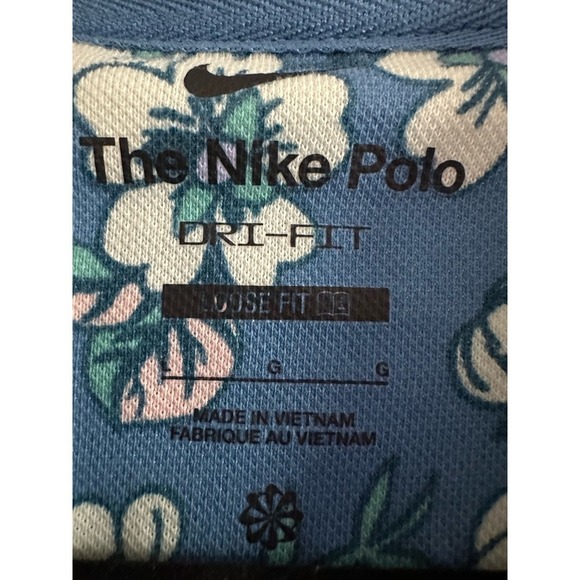 The Nike Polo
DRI-FIT
LOOSE FIT
G G
MADE IN VIETNAM
FABRIQUE AU VIETNAM